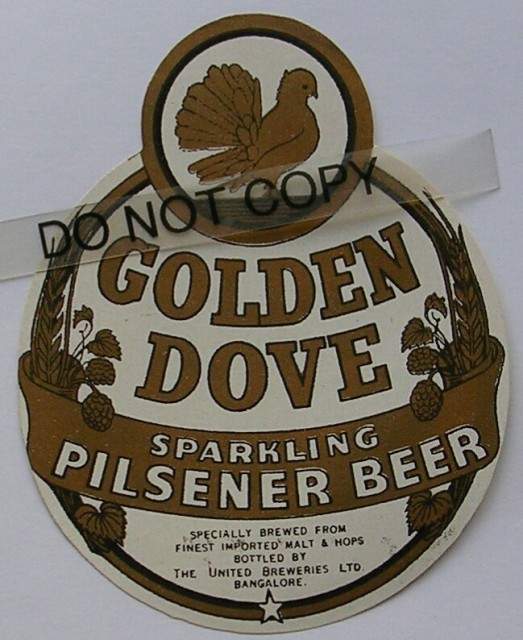 DO NOT COPY
GOLDEN
DOVE
SPARKLING
PILSENER BEER
SPECIALLY BREWED FROM
FINEST IMPORTED MALT & HOPS
BOTTLED BY
THE UNITED BREWERIES LTD.
BANGALORE.